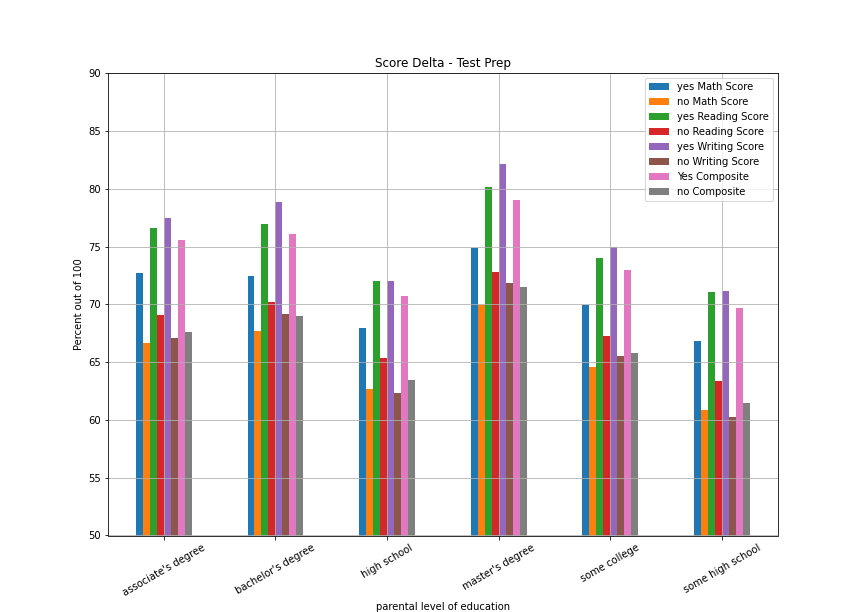 Score Delta - Test Prep
90
85
80
75
70
65
60
55
50
Percent out of 100
yes Math Score
no Math Score
yes Reading Score
no Reading Score
yes Writing Score
no Writing Score
Yes Composite
no Composite
associate's degree
bachelor's degree
high school
master's degree
some college
some high school
parental level of education